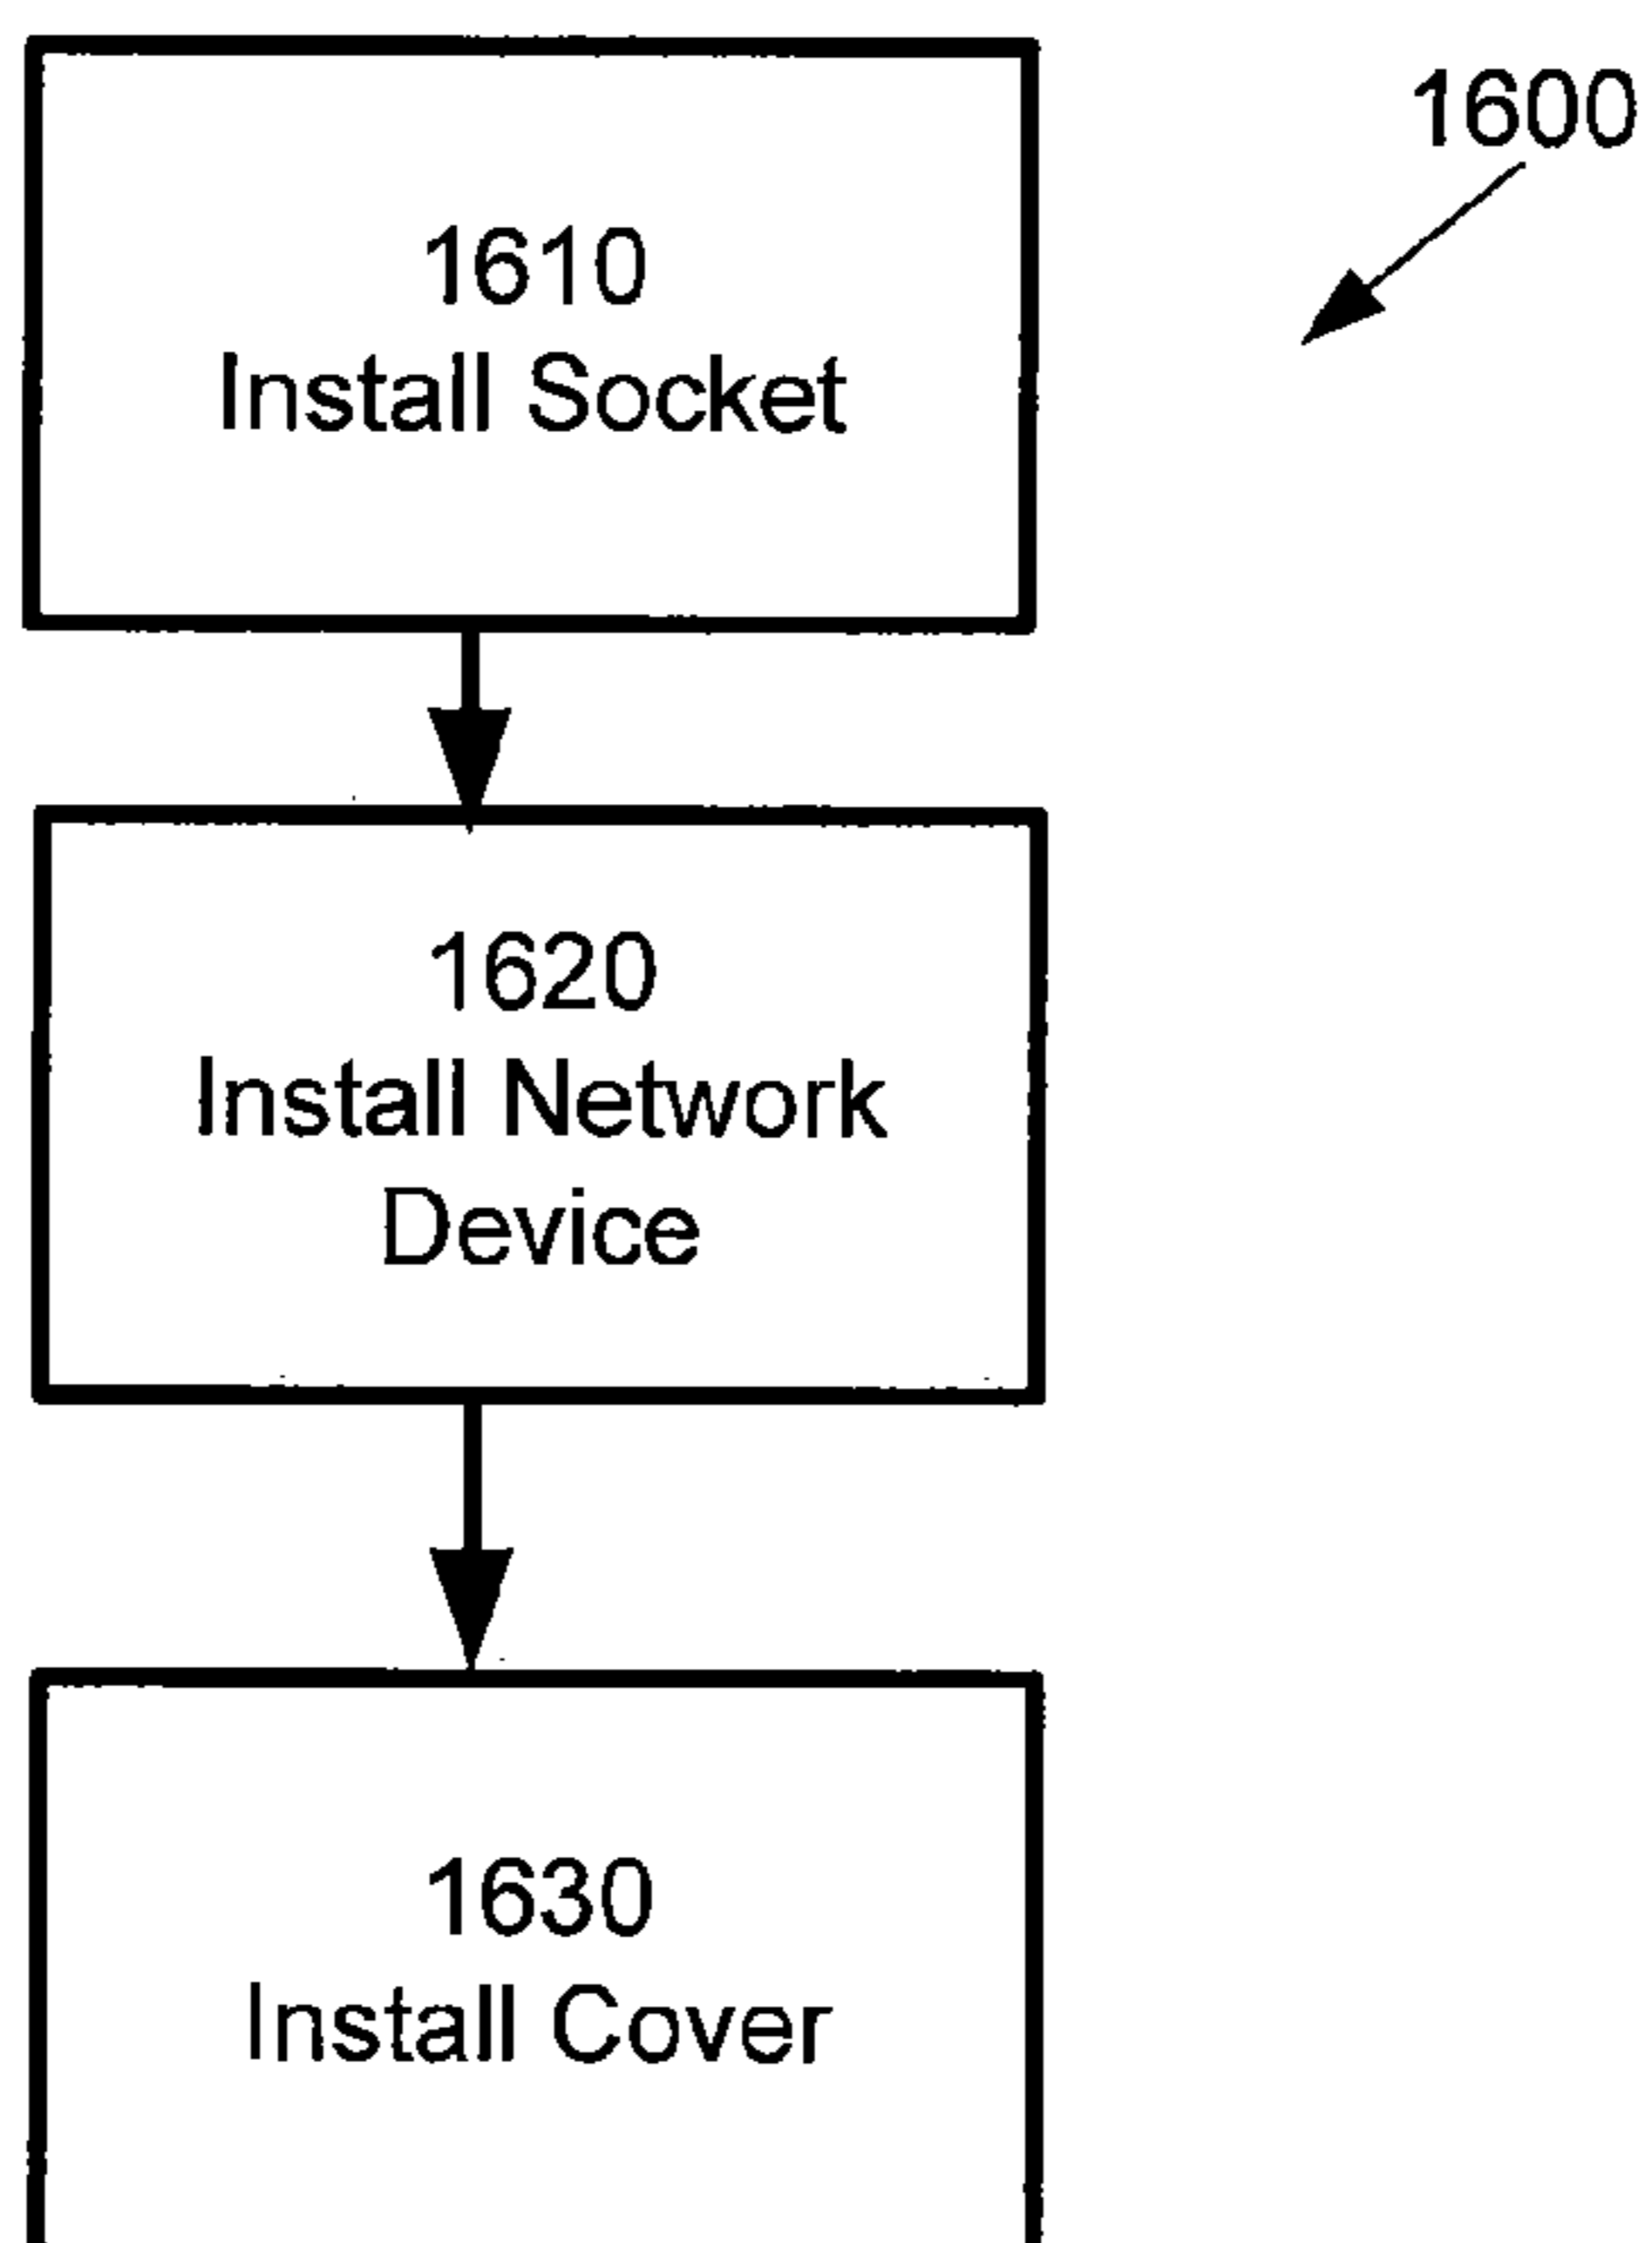 1600
1610
Install Socket
1620
Install Network
Device
1630
Install Cover